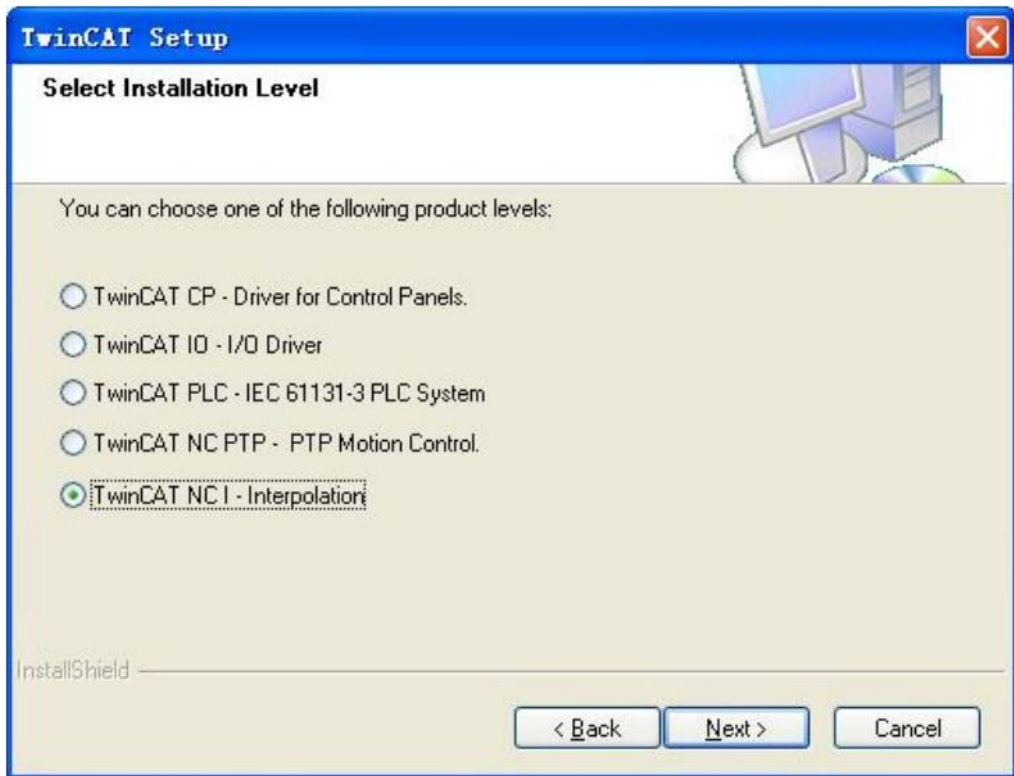 TwinCAT Setup
Select Installation Level
You can choose one of the following product levels:
TwinCAT CP - Driver for Control Panels.
TwinCAT IO - I/O Driver
TwinCAT PLC - IEC 61131-3 PLC System
TwinCAT NC PTP -  PTP Motion Control.
TwinCAT NC I - Interpolation
InstallShield
< Back
Next >
Cancel